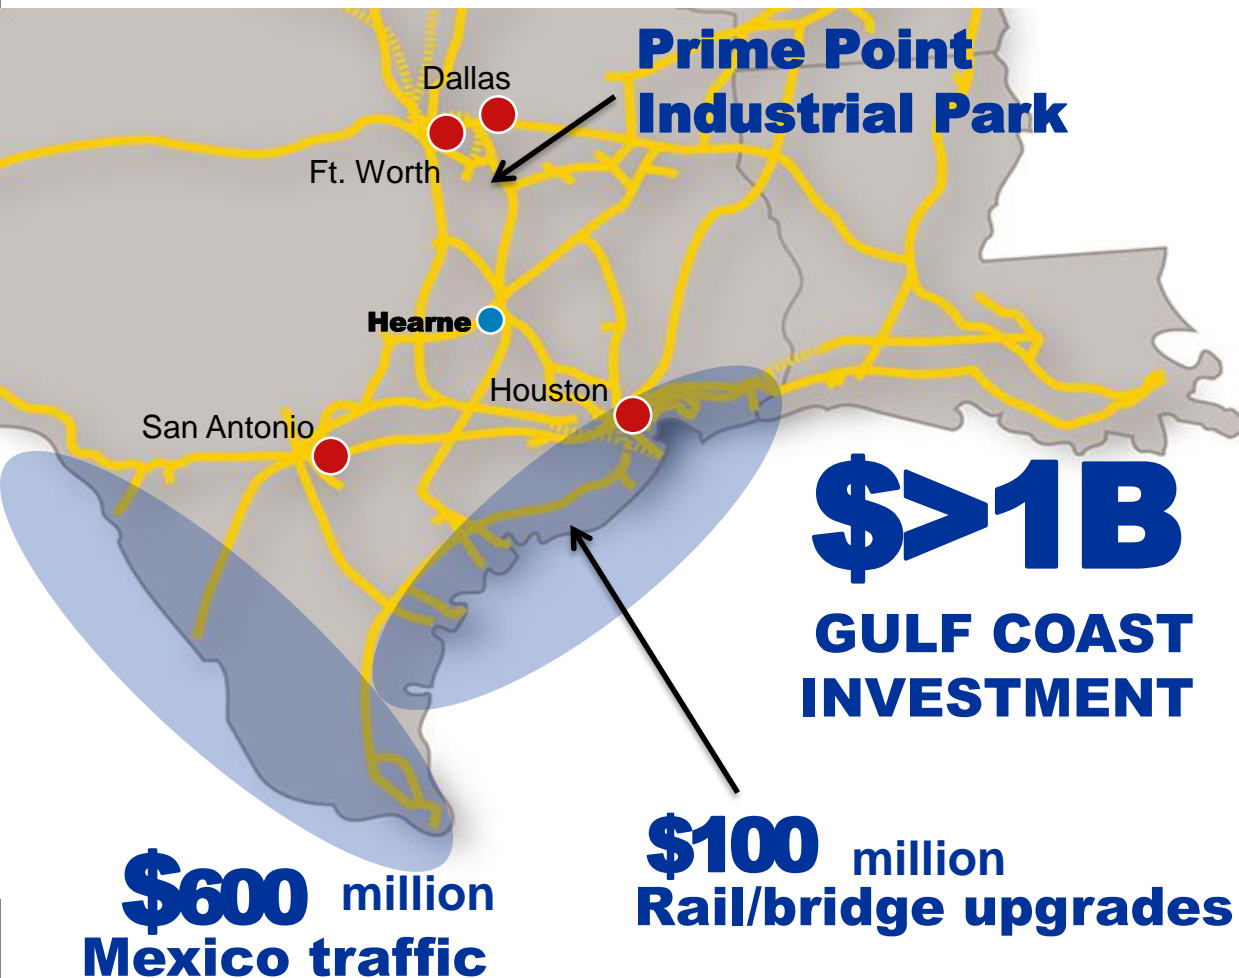 Prime Point
Industrial Park
Dallas
Ft. Worth
Hearne
Houston
San Antonio
$>1B
GULF COAST
INVESTMENT
$100 million
Rail/bridge upgrades
$600 million
Mexico traffic